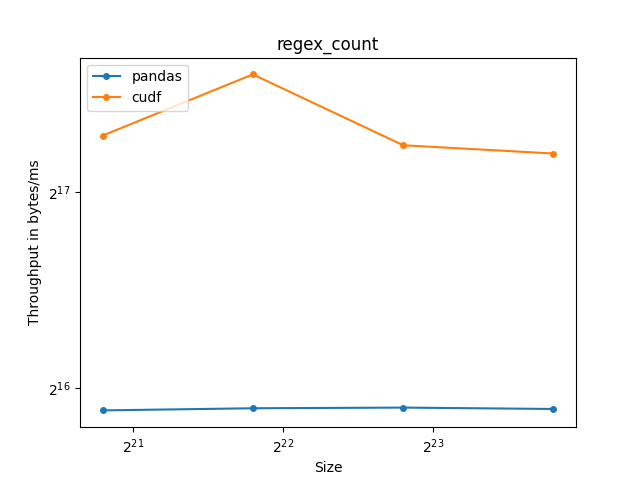 regex_count
pandas
cudf
Throughput in bytes/ms
2^17
2^16
2^21 2^22 2^23
Size